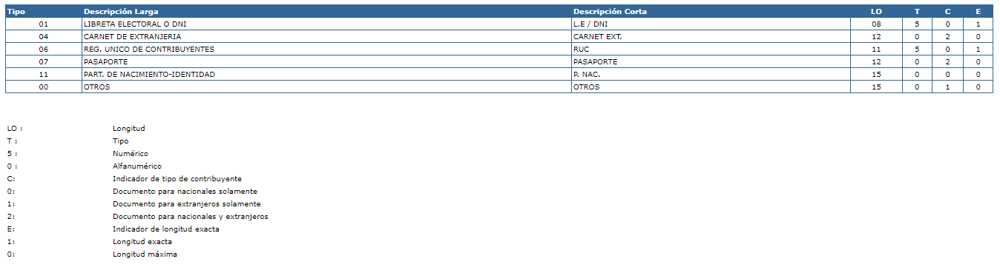 Tipo Descripción Larga Descripción Corta LO T C E
01 LIBRETA ELECTORAL O DNI L.E / DNI 08 5 0 1
04 CARNET DE EXTRANJERIA CARNET EXT. 12 0 2 0
06 REG. UNICO DE CONTRIBUYENTES RUC 11 5 0 1
07 PASAPORTE PASAPORTE 12 0 2 0
11 PART. DE NACIMIENTO-IDENTIDAD P. NAC. 15 0 0 0
00 OTROS OTROS 15 0 1 0
LO : Longitud
T : Tipo
5 : Numérico
0 : Alfanumérico
C: Indicador de tipo de contribuyente
0: Documento para nacionales solamente
1: Documento para extranjeros solamente
2: Documento para nacionales y extranjeros
E: Indicador de longitud exacta
1: Longitud exacta
0: Longitud máxima